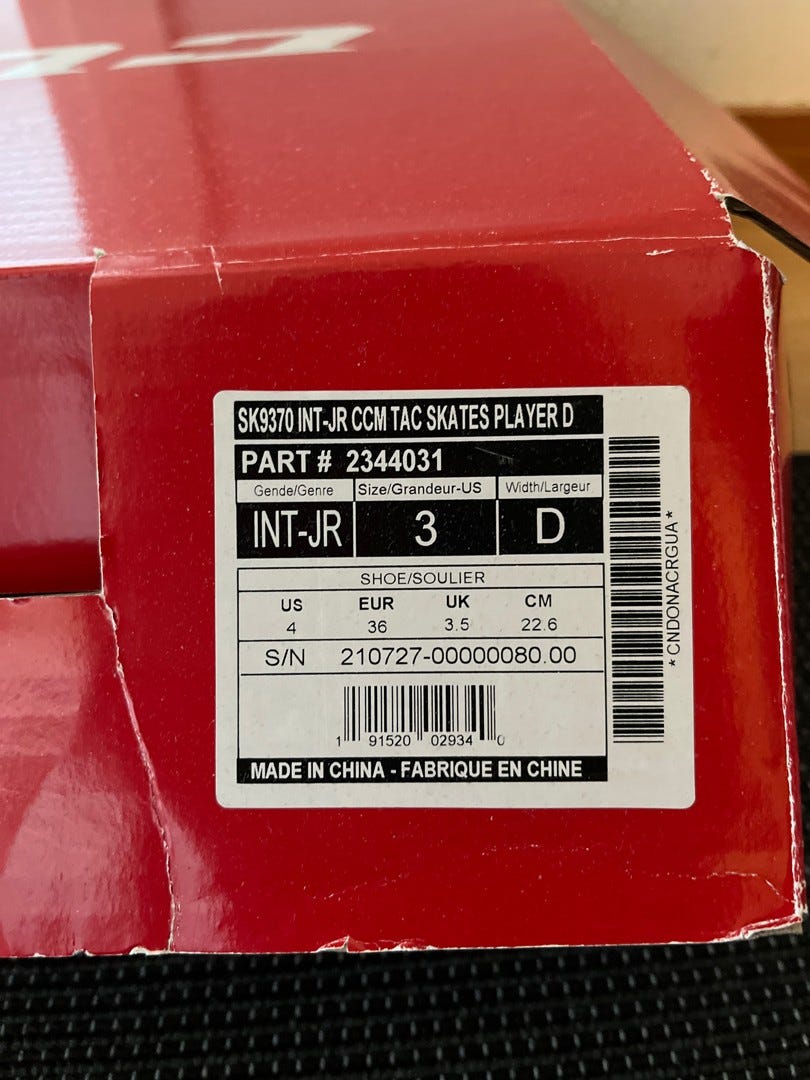 SK9370 INT-JR CCM TAC SKATES PLAYER D
PART # 2344031
Gende/Genre Size/Grandeur-US Width/Largeur
INT-JR 3 D
SHOE/SOULIER
US EUR UK CM
4 36 3.5 22.6
S/N 210727-00000080.00
1 91520 02934 0
MADE IN CHINA - FABRIQUE EN CHINE
*CNDONACRGUA*